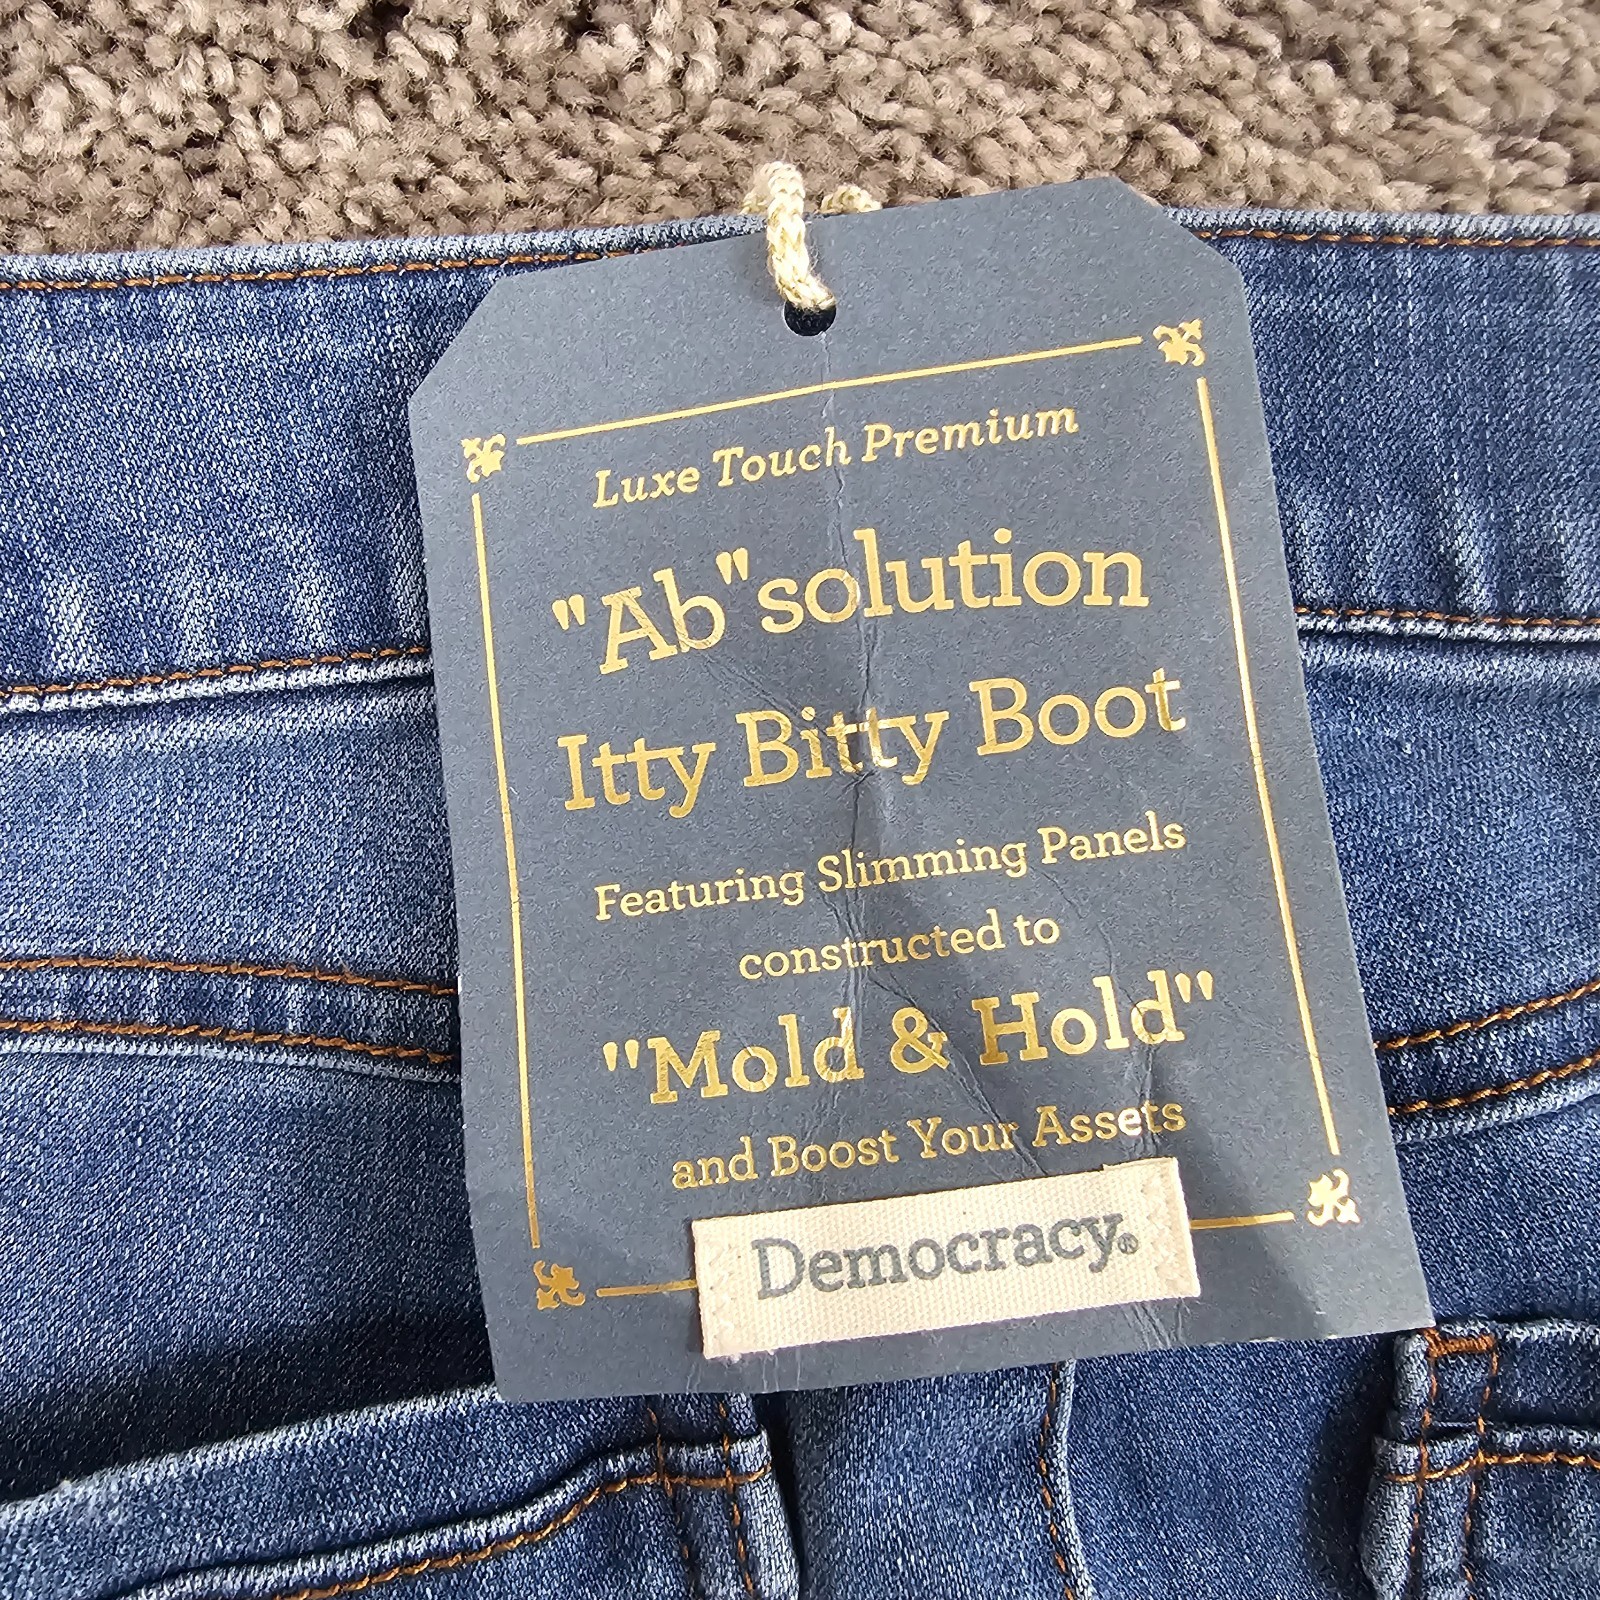 Luxe Touch Premium
"Ab"solution
Itty Bitty Boot
Featuring Slimming Panels
constructed to
"Mold & Hold"
and Boost Your Assets
Democracy®